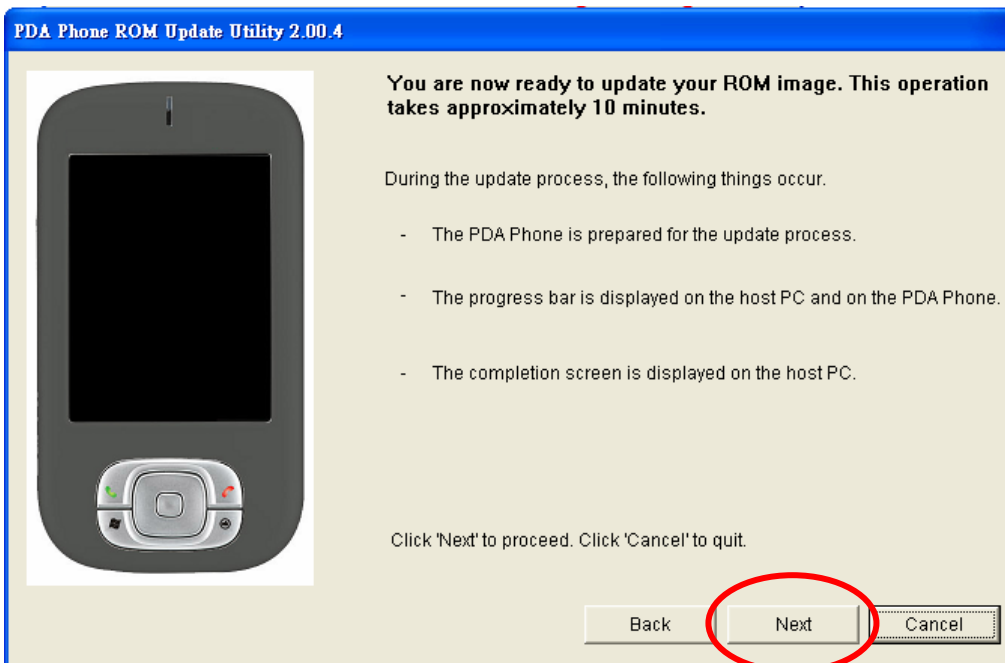 PDA Phone ROM Update Utility 2.00.4
You are now ready to update your ROM image. This operation
takes approximately 10 minutes.
During the update process, the following things occur.
- The PDA Phone is prepared for the update process.
- The progress bar is displayed on the host PC and on the PDA Phone.
- The completion screen is displayed on the host PC.
Click 'Next' to proceed. Click 'Cancel' to quit.
Back Next Cancel